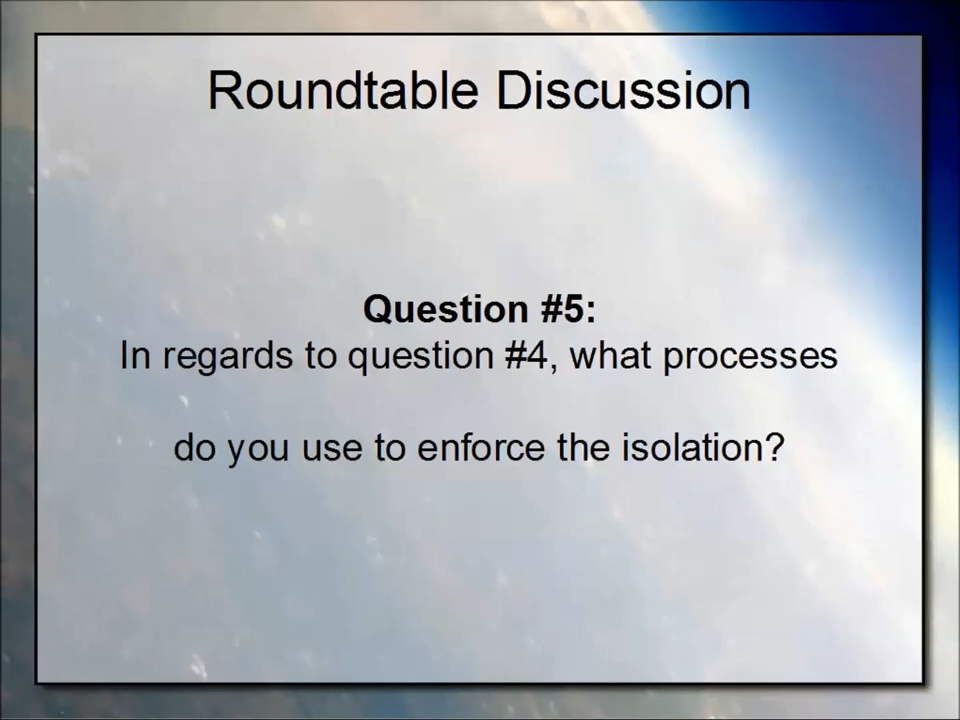 Roundtable Discussion
Question #5:
In regards to question #4, what processes
do you use to enforce the isolation?